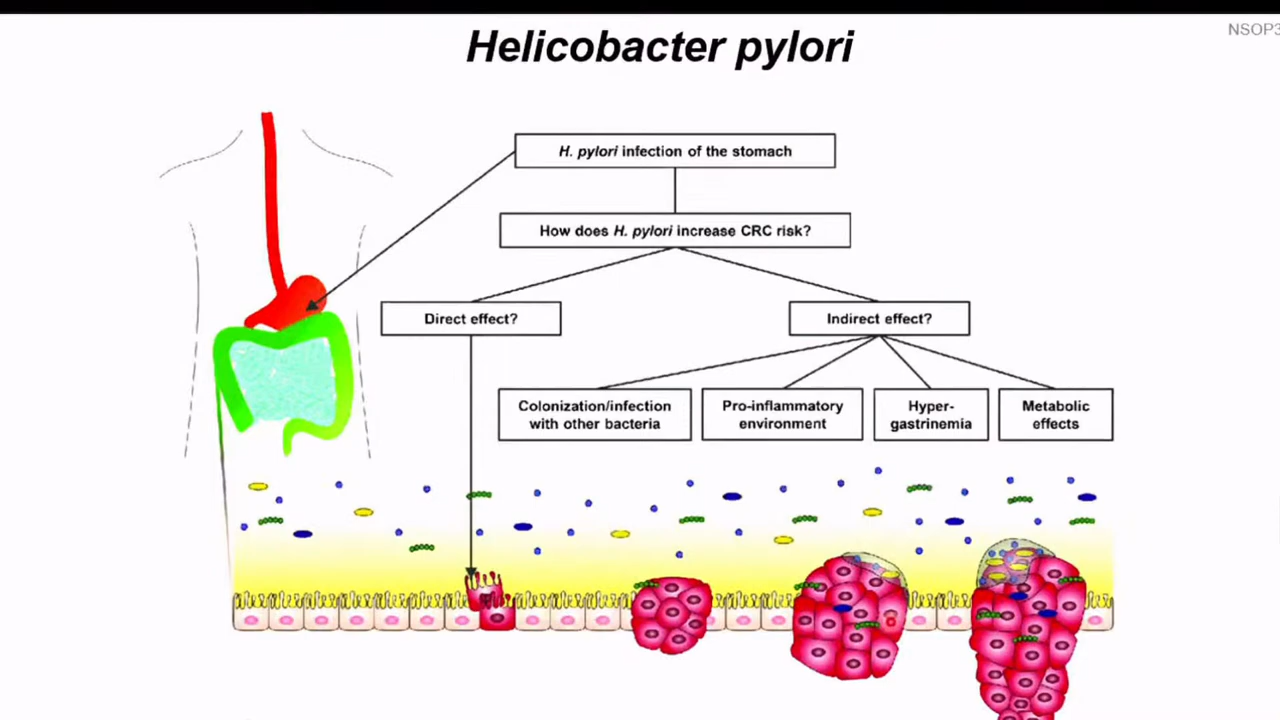 NSOP3
Helicobacter pylori
H. pylori infection of the stomach
How does H. pylori increase CRC risk?
Direct effect?
Indirect effect?
Colonization/infection
with other bacteria
Pro-inflammatory
environment
Hyper-
gastrinemia
Metabolic
effects